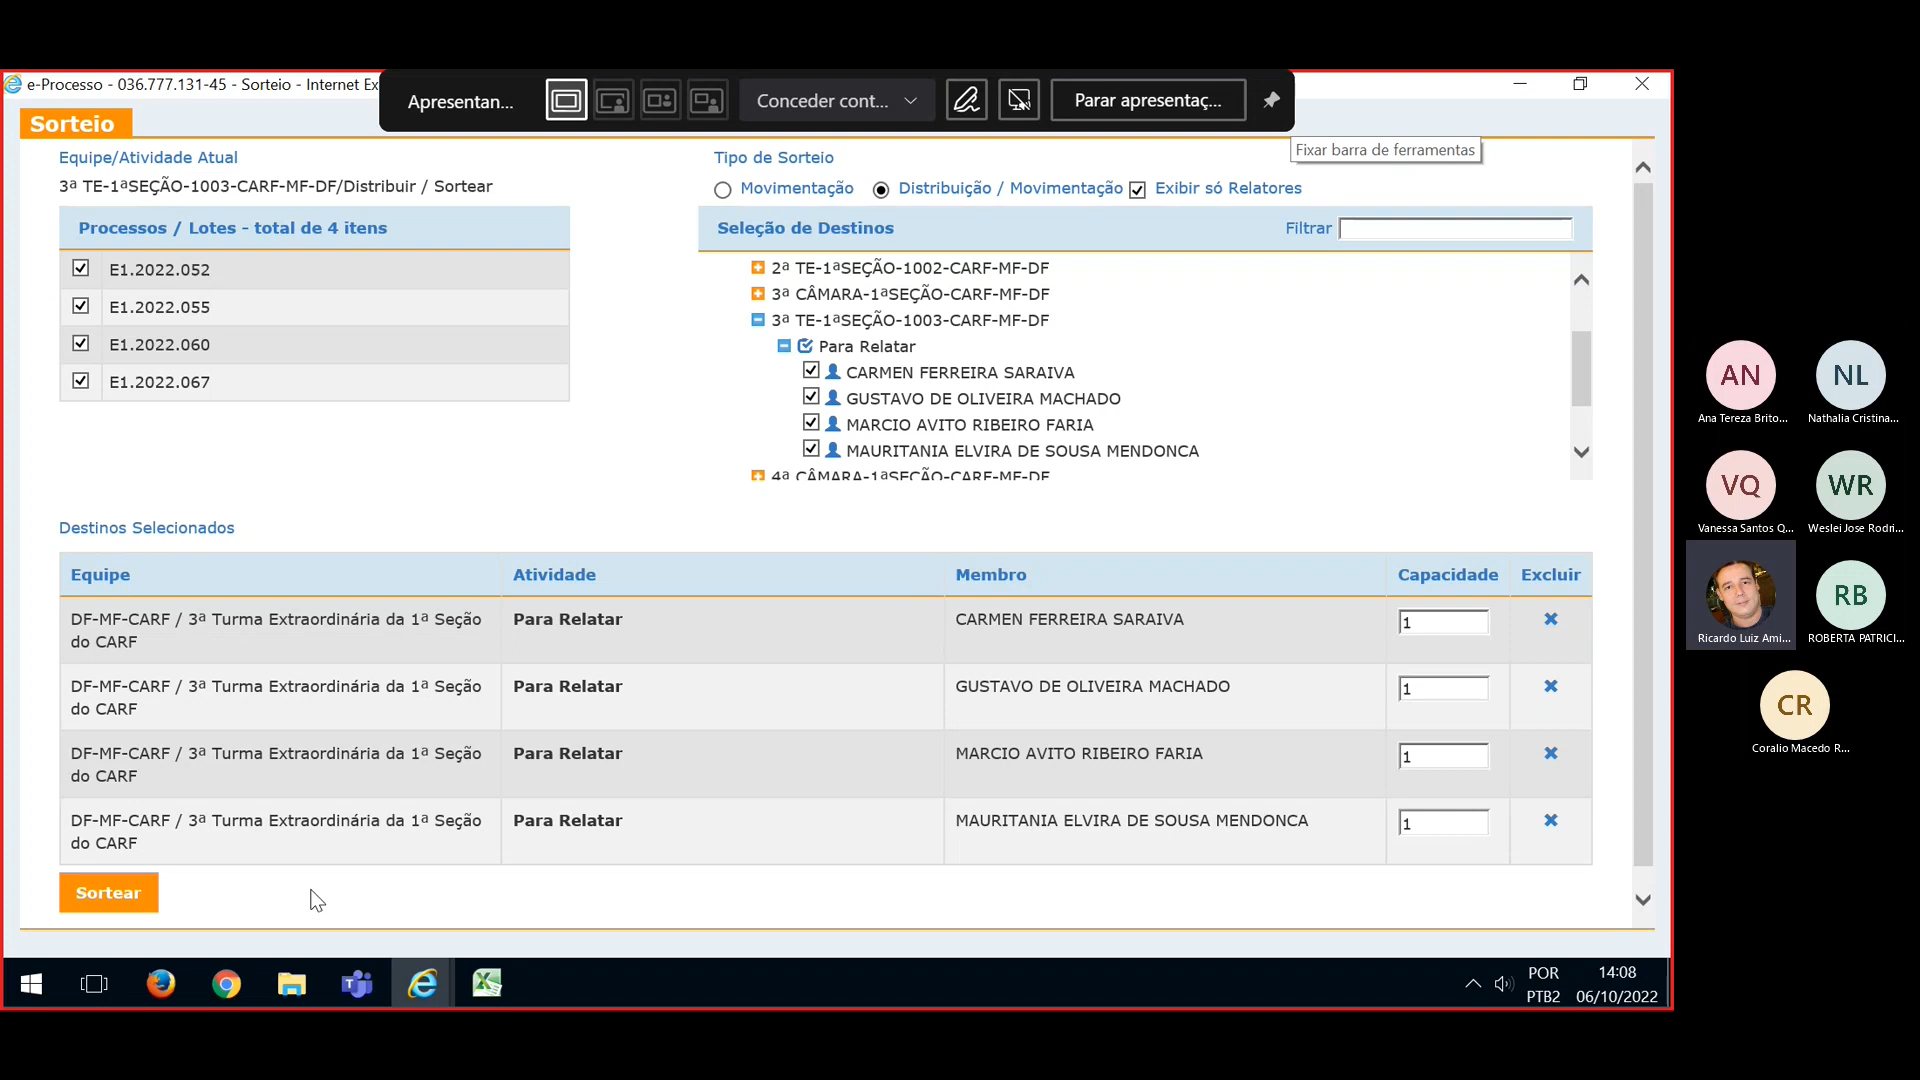 e-Processo - 036.777.131-45 - Sorteio - Internet Ex
Apresentan...
Conceder cont...
Parar apresentaç...
Fixar barra de ferramentas
Sorteio
Equipe/Atividade Atual
3ª TE-1ªSEÇÃO-1003-CARF-MF-DF/Distribuir / Sortear
Processos / Lotes - total de 4 itens
E1.2022.052
E1.2022.055
E1.2022.060
E1.2022.067
Tipo de Sorteio
Movimentação Distribuição / Movimentação Exibir só Relatores
Seleção de Destinos Filtrar
2ª TE-1ªSEÇÃO-1002-CARF-MF-DF
3ª CÂMARA-1ªSEÇÃO-CARF-MF-DF
3ª TE-1ªSEÇÃO-1003-CARF-MF-DF
Para Relatar
CARMEN FERREIRA SARAIVA
GUSTAVO DE OLIVEIRA MACHADO
MARCIO AVITO RIBEIRO FARIA
MAURITANIA ELVIRA DE SOUSA MENDONCA
4ª CÂMARA-1ªSEÇÃO-CARF-MF-DF
Destinos Selecionados
Equipe Atividade Membro Capacidade Excluir
DF-MF-CARF / 3ª Turma Extraordinária da 1ª Seção Para Relatar CARMEN FERREIRA SARAIVA 1
do CARF
DF-MF-CARF / 3ª Turma Extraordinária da 1ª Seção Para Relatar GUSTAVO DE OLIVEIRA MACHADO 1
do CARF
DF-MF-CARF / 3ª Turma Extraordinária da 1ª Seção Para Relatar MARCIO AVITO RIBEIRO FARIA 1
do CARF
DF-MF-CARF / 3ª Turma Extraordinária da 1ª Seção Para Relatar MAURITANIA ELVIRA DE SOUSA MENDONCA 1
do CARF
Sortear
POR 14:08
PTB2 06/10/2022
AN NL
Ana Tereza Brito... Nathalia Cristina...
VQ WR
Vanessa Santos Q... Weslei Jose Rodri...
RB
Ricardo Luiz Ami... ROBERTA PATRICI...
CR
Coralio Macedo R...